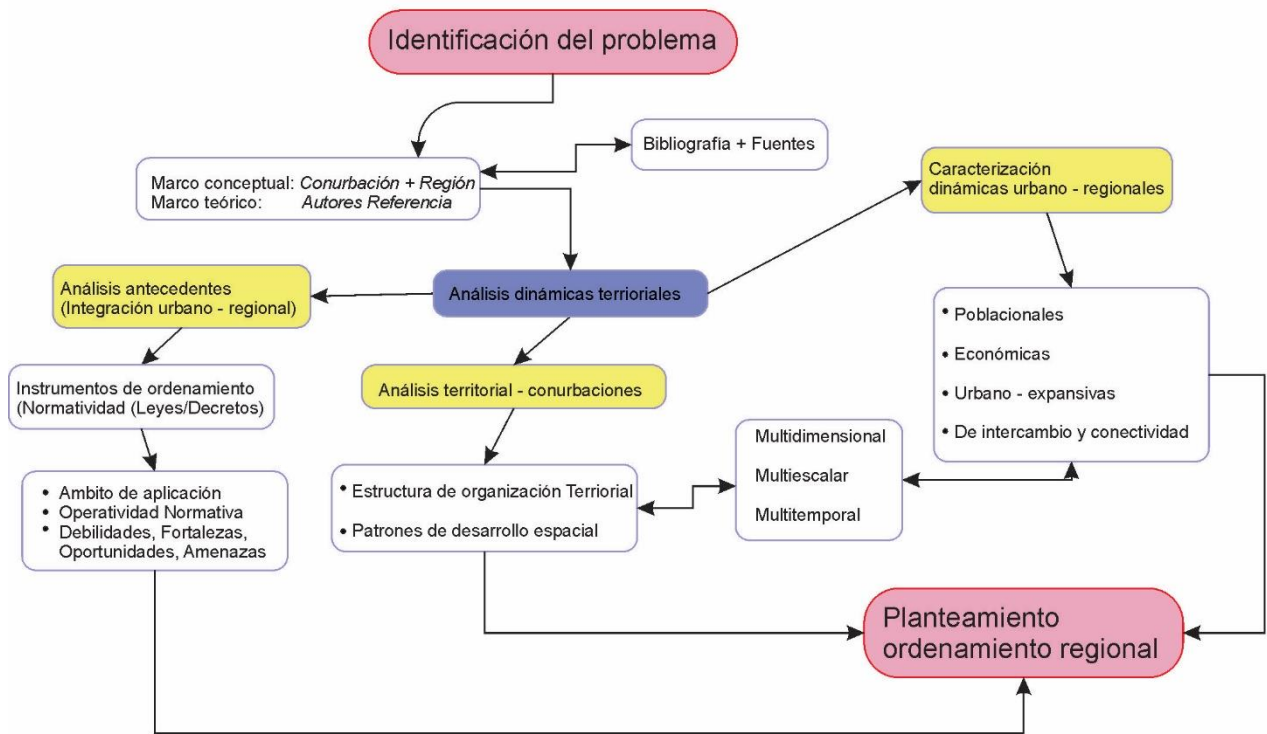 Identificación del problema
Bibliografía + Fuentes
Marco conceptual: Conurbación + Región
Marco teórico: Autores Referencia
Caracterización
dinámicas urbano - regionales
Análisis antecedentes
(Integración urbano - regional)
Análisis dinámicas terrioriales
Poblacionales
Económicas
Urbano - expansivas
De intercambio y conectividad
Instrumentos de ordenamiento
(Normatividad (Leyes/Decretos)
Análisis territorial - conurbaciones
Multidimensional
Multiescalar
Multitemporal
• Ambito de aplicación
• Operatividad Normativa
• Debilidades, Fortalezas,
Oportunidades, Amenazas
• Estructura de organización Terriorial
• Patrones de desarrollo espacial
Planteamiento
ordenamiento regional